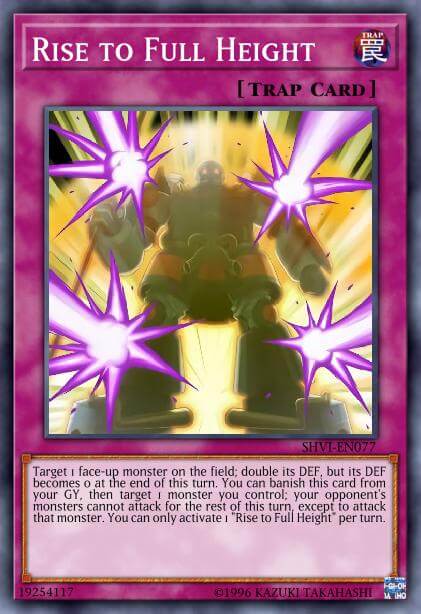 Rise to Full Height
TRAP
罠
[Trap Card]
SHVI-EN077
Target 1 face-up monster on the field; double its DEF, but its DEF
becomes 0 at the end of this turn. You can banish this card from
your GY, then target 1 monster you control; your opponent's
monsters cannot attack for the rest of this turn, except to attack
that monster. You can only activate 1 "Rise to Full Height" per turn.
19254117
©1996 KAZUKI TAKAHASHI